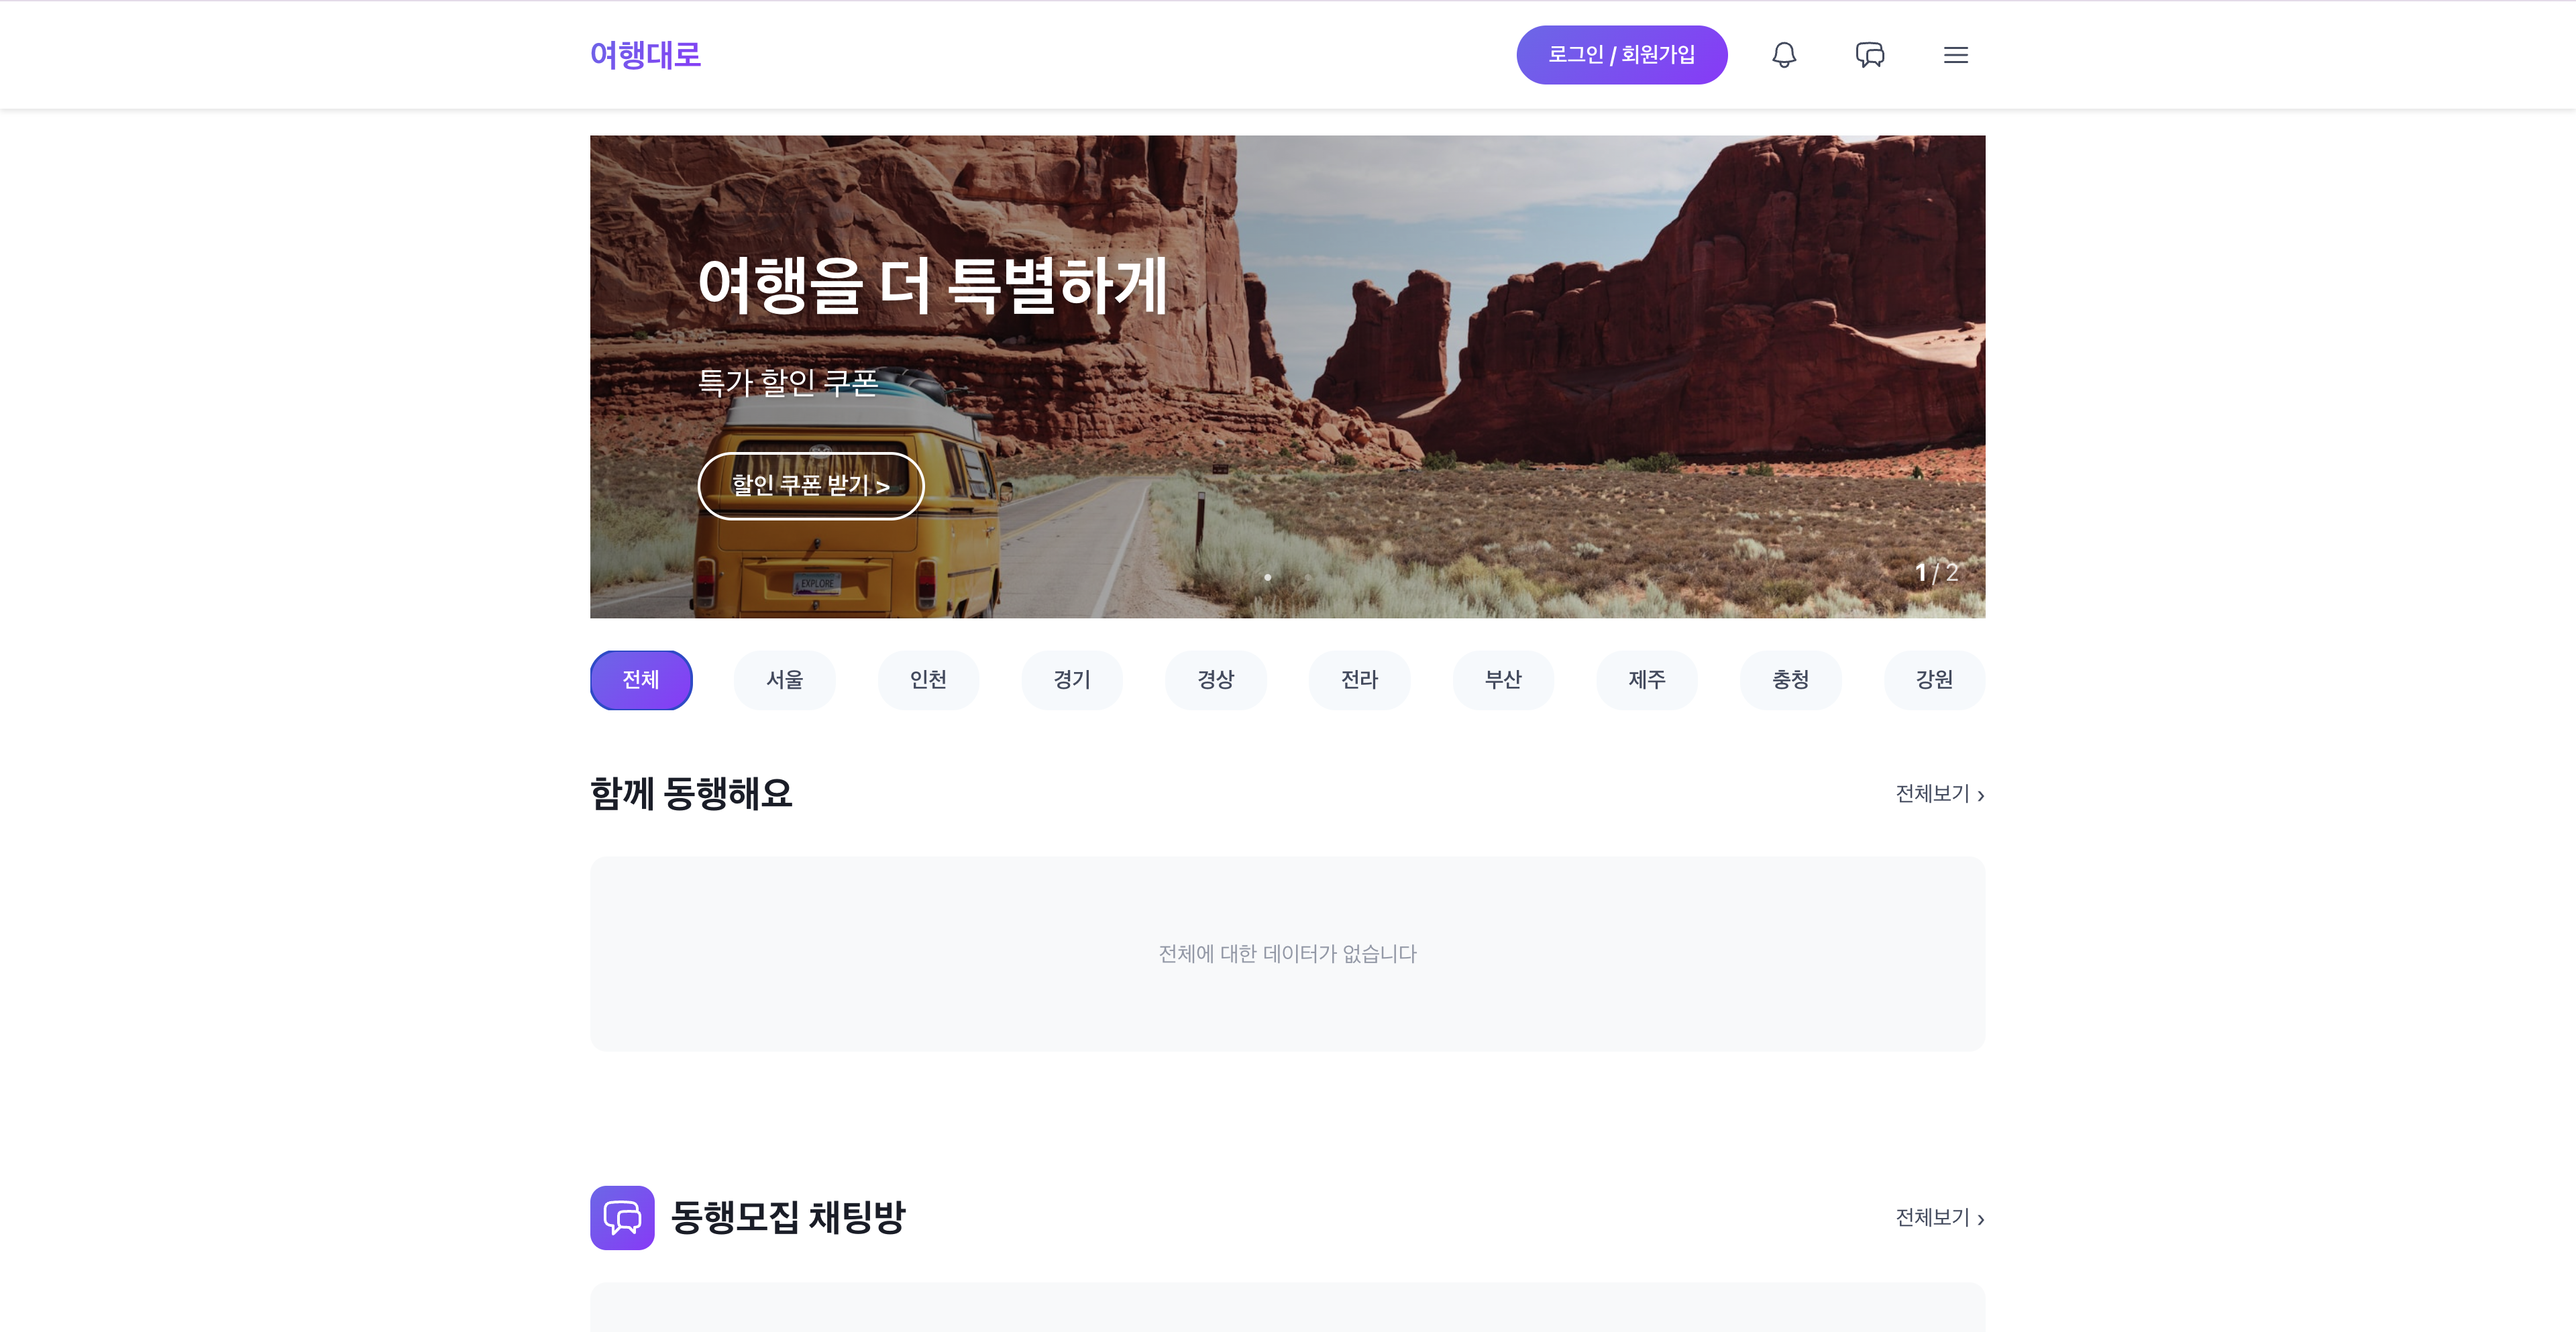 여행대로
로그인 / 회원가입
여행을 더 특별하게
특가 할인 쿠폰
할인 쿠폰 받기 >
EXPLORE
1 / 2
전체 서울 인천 경기 경상 전라 부산 제주 충청 강원
함께 동행해요
전체보기 ›
전체에 대한 데이터가 없습니다
동행모집 채팅방
전체보기 ›